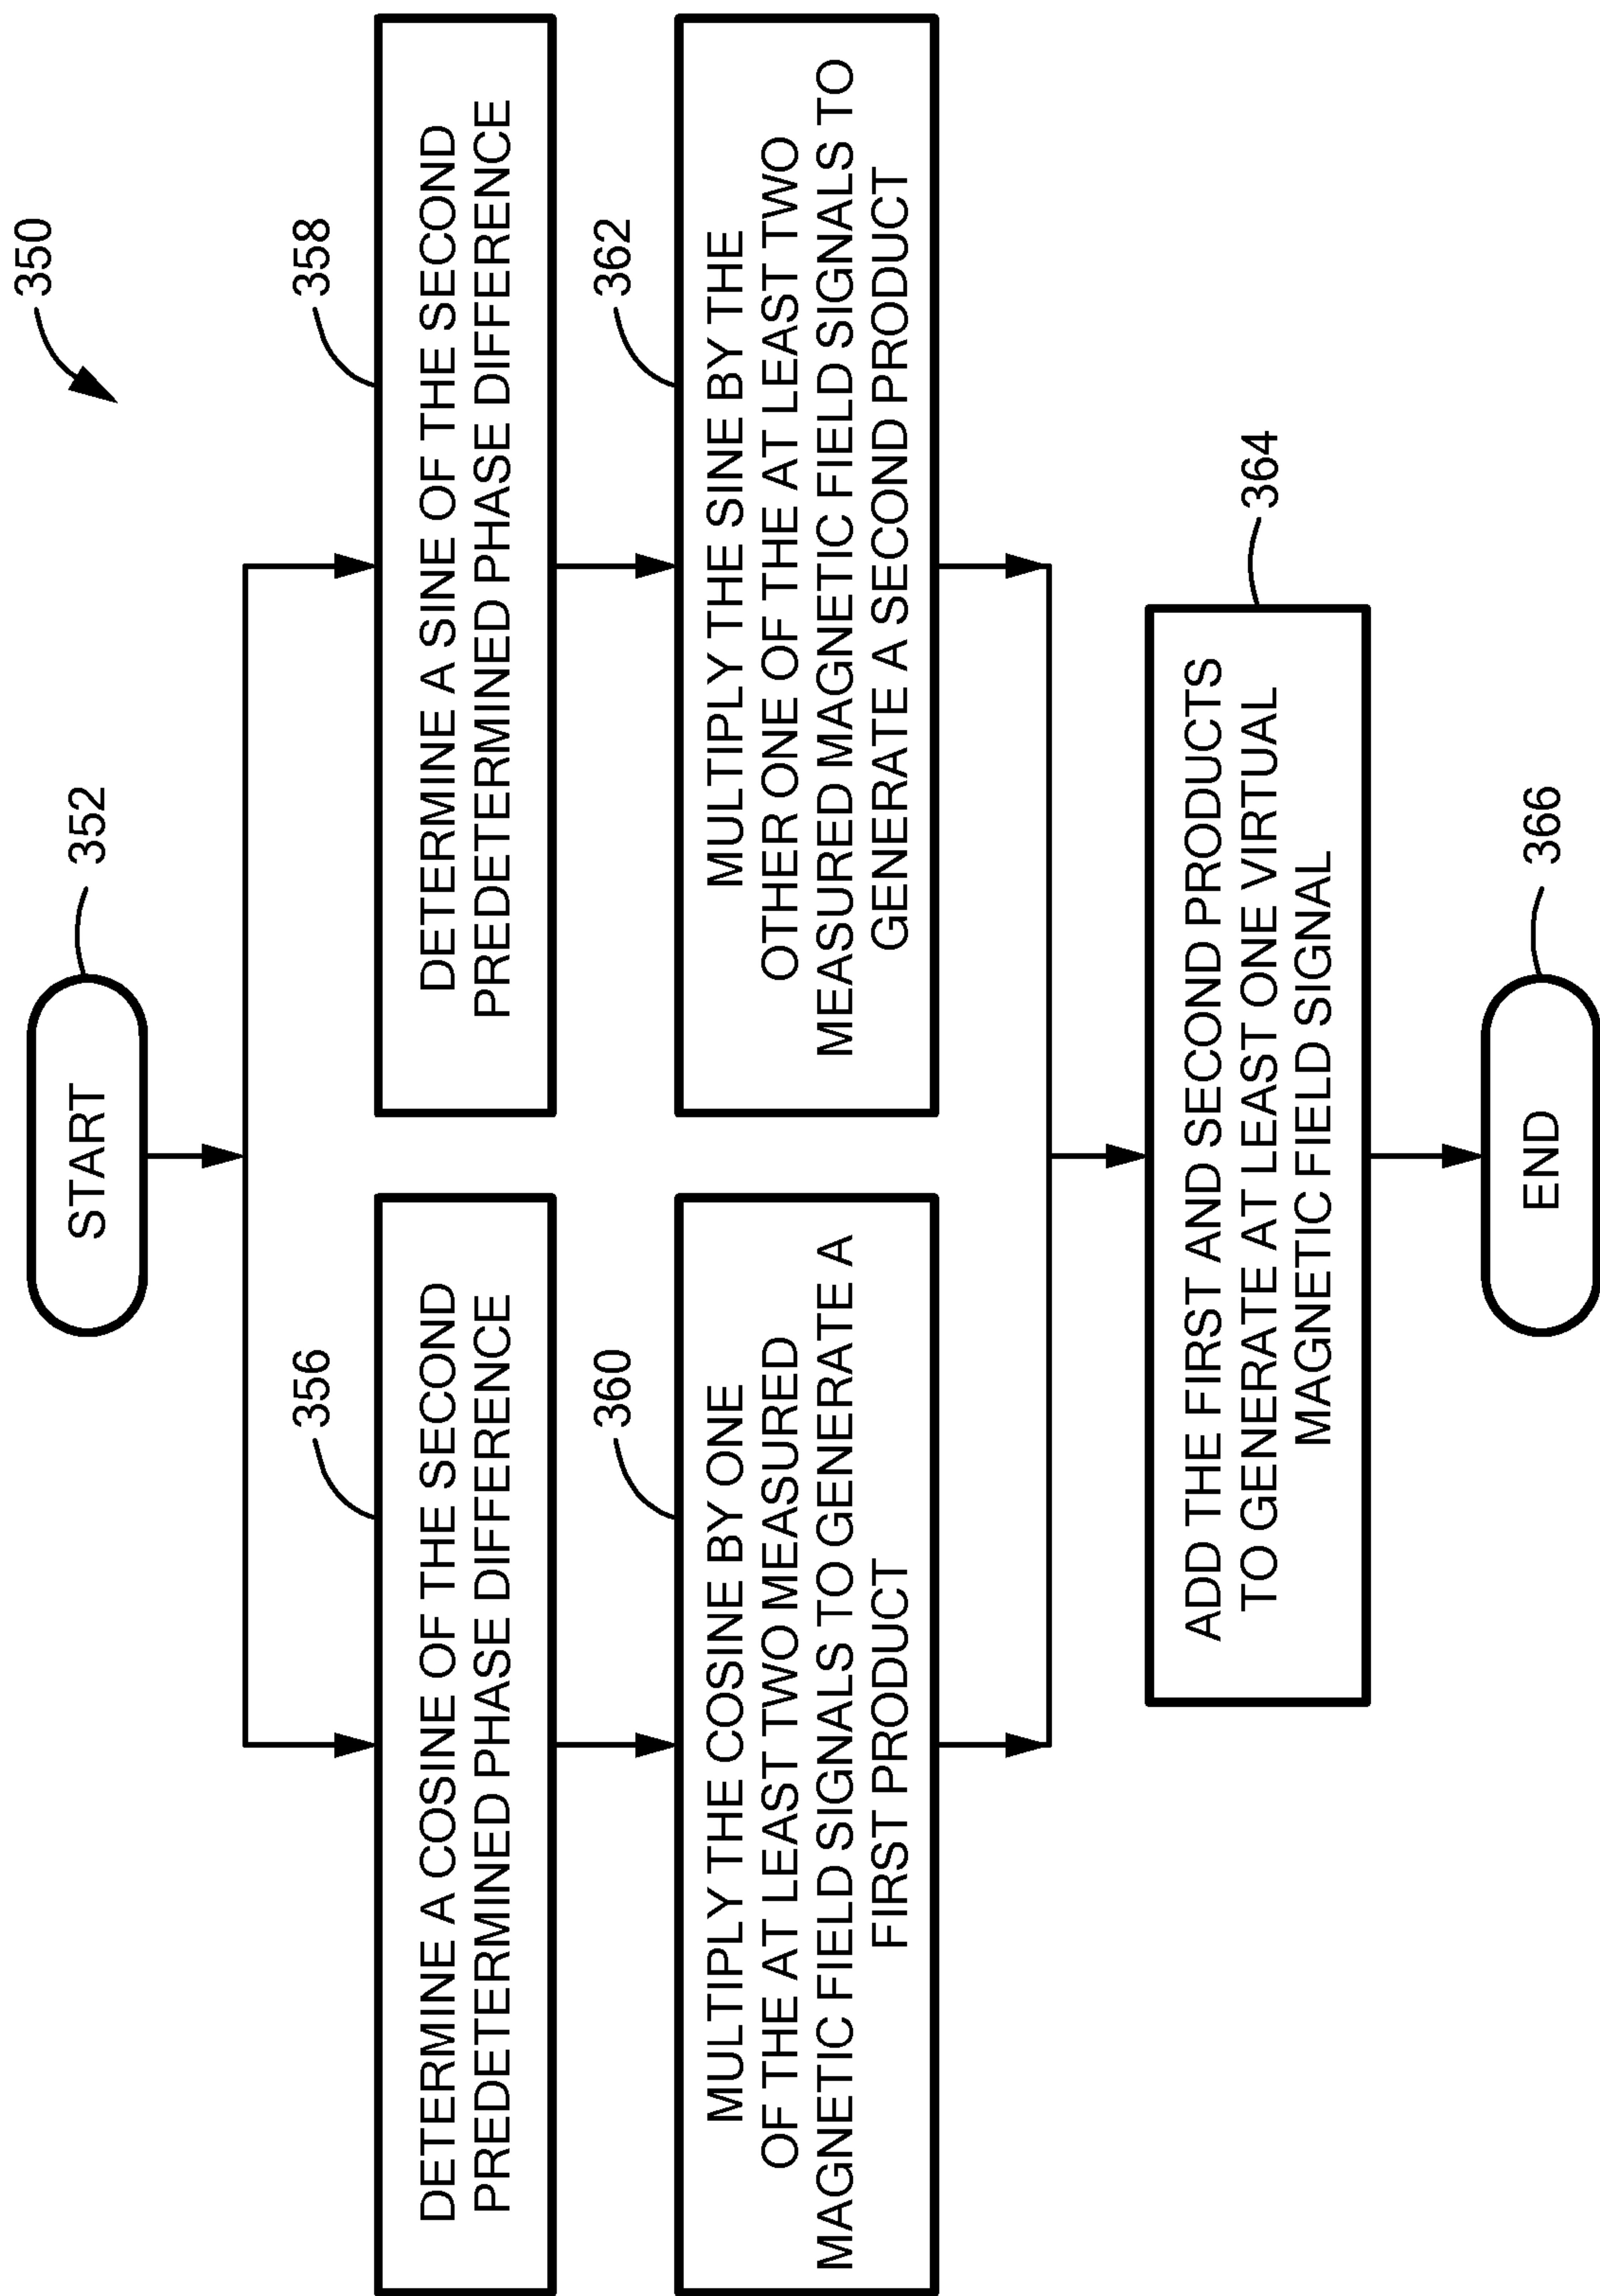 350
START
352
356
DETERMINE A COSINE OF THE SECOND
PREDETERMINED PHASE DIFFERENCE
358
DETERMINE A SINE OF THE SECOND
PREDETERMINED PHASE DIFFERENCE
360
MULTIPLY THE COSINE BY ONE
OF THE AT LEAST TWO MEASURED
MAGNETIC FIELD SIGNALS TO GENERATE A
FIRST PRODUCT
362
MULTIPLY THE SINE BY THE
OTHER ONE OF THE AT LEAST TWO
MEASURED MAGNETIC FIELD SIGNALS TO
GENERATE A SECOND PRODUCT
364
ADD THE FIRST AND SECOND PRODUCTS
TO GENERATE AT LEAST ONE VIRTUAL
MAGNETIC FIELD SIGNAL
END
366